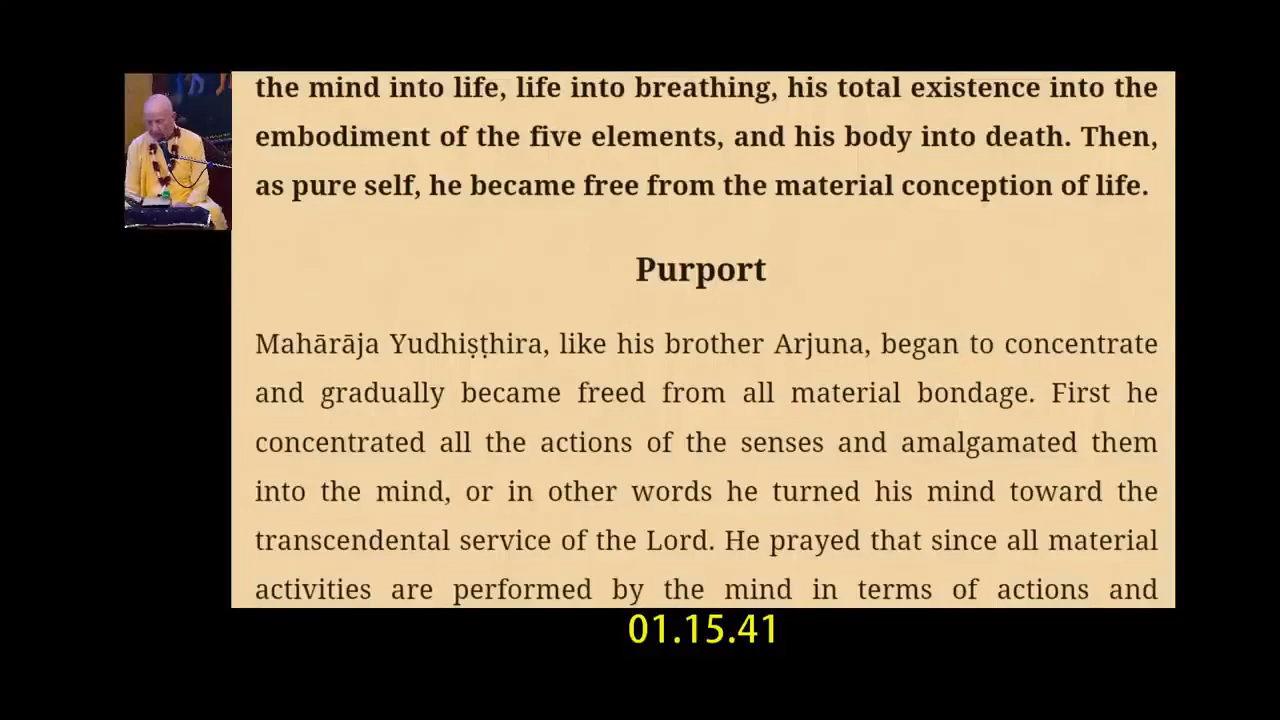 the mind into life, life into breathing, his total existence into the
embodiment of the five elements, and his body into death. Then,
as pure self, he became free from the material conception of life.
Purport
Mahārāja Yudhiṣṭhira, like his brother Arjuna, began to concentrate
and gradually became freed from all material bondage. First he
concentrated all the actions of the senses and amalgamated them
into the mind, or in other words he turned his mind toward the
transcendental service of the Lord. He prayed that since all material
activities are performed by the mind in terms of actions and
01.15.41